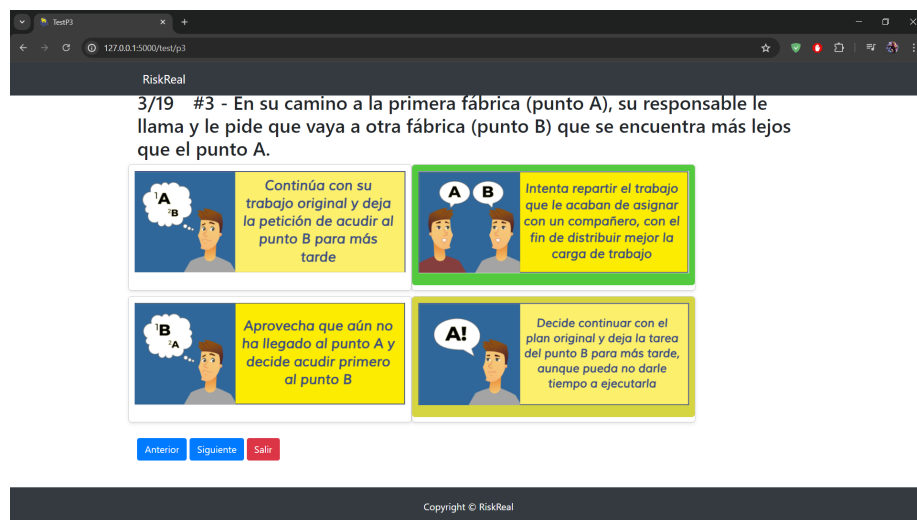 TestP3
127.0.0.1:5000/test/p3
RiskReal
3/19 #3 - En su camino a la primera fábrica (punto A), su responsable le
llama y le pide que vaya a otra fábrica (punto B) que se encuentra más lejos
que el punto A.
1A
2B
Continúa con su
trabajo original y deja
la petición de acudir al
punto B para más
tarde
A B
Intenta repartir el trabajo
que le acaban de asignar
con un compañero, con el
fin de distribuir mejor la
carga de trabajo
1B
2A
Aprovecha que aún no
ha llegado al punto A y
decide acudir primero
al punto B
A!
Decide continuar con el
plan original y deja la tarea
del punto B para más tarde,
aunque pueda no darle
tiempo a ejecutarla
Anterior Siguiente Salir
Copyright © RiskReal